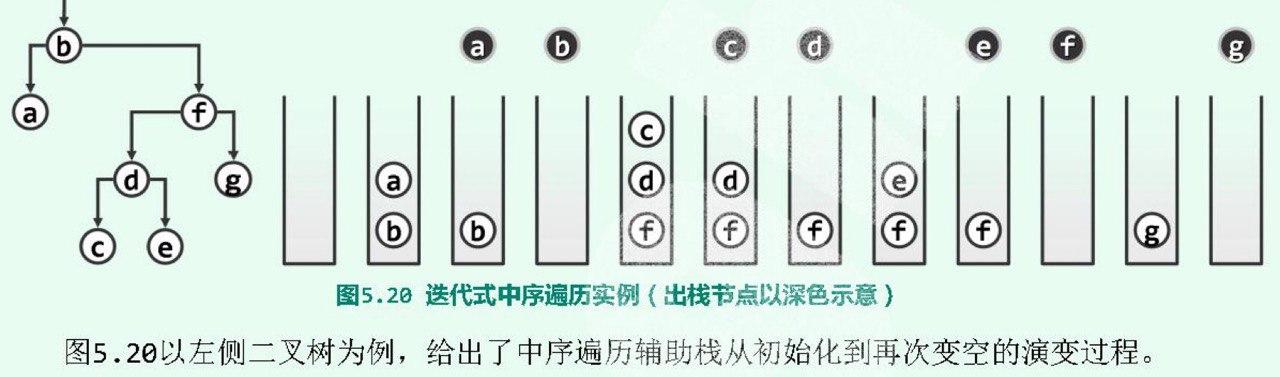 b a b c d e f g
a f c
d g a d d e
c e b b f f f f f g
图5.20 迭代式中序遍历实例（出栈节点以深色示意）
图5.20以左侧二叉树为例，给出了中序遍历辅助栈从初始化到再次变空的演变过程。